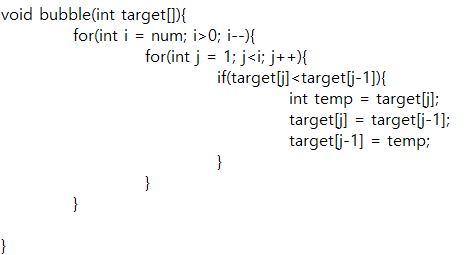 void bubble(int target[]){
for(int i = num; i>0; i--){
for(int j = 1; j<i; j++){
if(target[j]<target[j-1]){
int temp = target[j];
target[j] = target[j-1];
target[j-1] = temp;
}
}
}
}